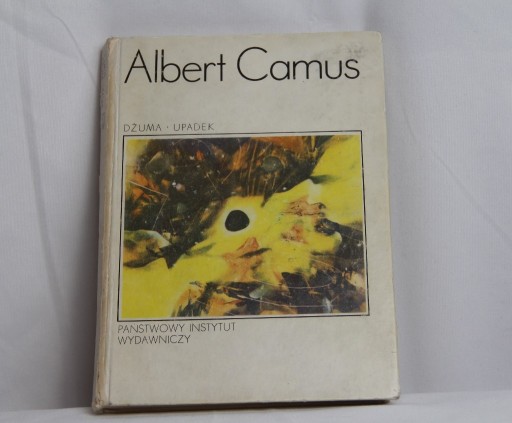 Albert Camus
DŻUMA · UPADEK
PAŃSTWOWY INSTYTUT
WYDAWNICZY